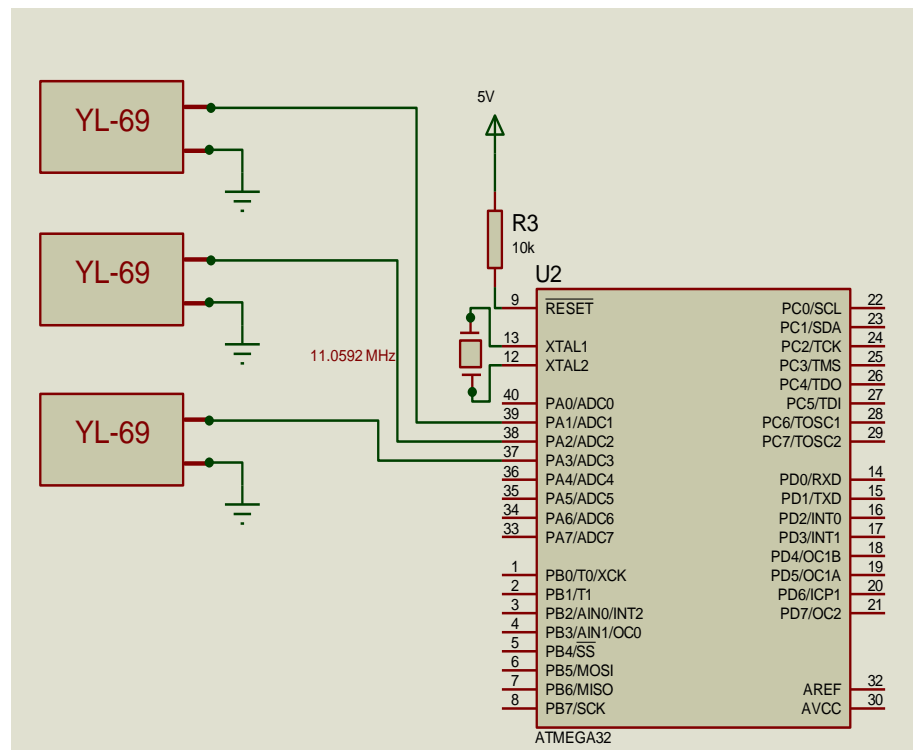 YL-69
YL-69
YL-69
5V
R3
10k
11.0592 MHz
U2
9 RESET
13 XTAL1
12 XTAL2
40 PA0/ADC0
39 PA1/ADC1
38 PA2/ADC2
37 PA3/ADC3
36 PA4/ADC4
35 PA5/ADC5
34 PA6/ADC6
33 PA7/ADC7
1 PB0/T0/XCK
2 PB1/T1
3 PB2/AIN0/INT2
4 PB3/AIN1/OC0
5 PB4/SS
6 PB5/MOSI
7 PB6/MISO
8 PB7/SCK
PC0/SCL 22
PC1/SDA 23
PC2/TCK 24
PC3/TMS 25
PC4/TDO 26
PC5/TDI 27
PC6/TOSC1 28
PC7/TOSC2 29
PD0/RXD 14
PD1/TXD 15
PD2/INT0 16
PD3/INT1 17
PD4/OC1B 18
PD5/OC1A 19
PD6/ICP1 20
PD7/OC2 21
AREF 32
AVCC 30
ATMEGA32